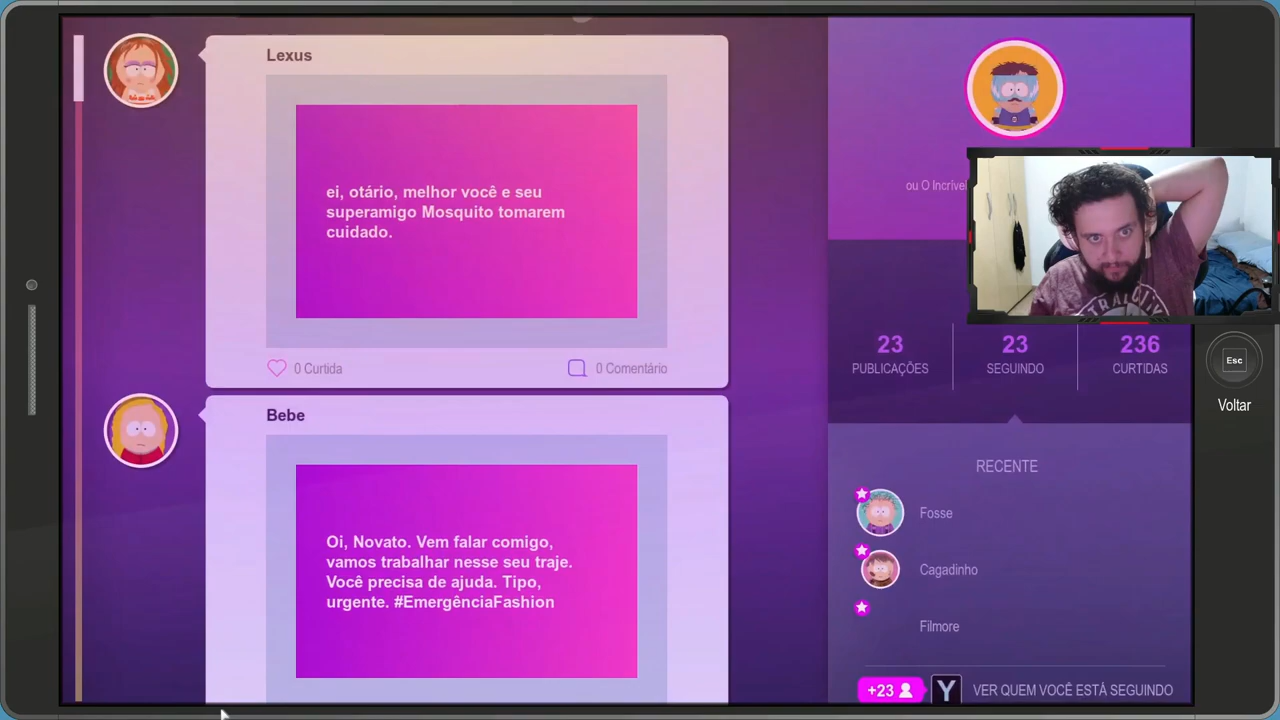 Lexus
ei, otário, melhor você e seu
superamigo Mosquito tomarem
cuidado.
0 Curtida
0 Comentário
Bebe
Oi, Novato. Vem falar comigo,
vamos trabalhar nesse seu traje.
Você precisa de ajuda. Tipo,
urgente. #EmergênciaFashion
ou O Incrível
23
PUBLICAÇÕES
23
SEGUINDO
236
CURTIDAS
RECENTE
Fosse
Cagadinho
Filmore
+23
Y VER QUEM VOCÊ ESTÁ SEGUINDO
Esc
Voltar